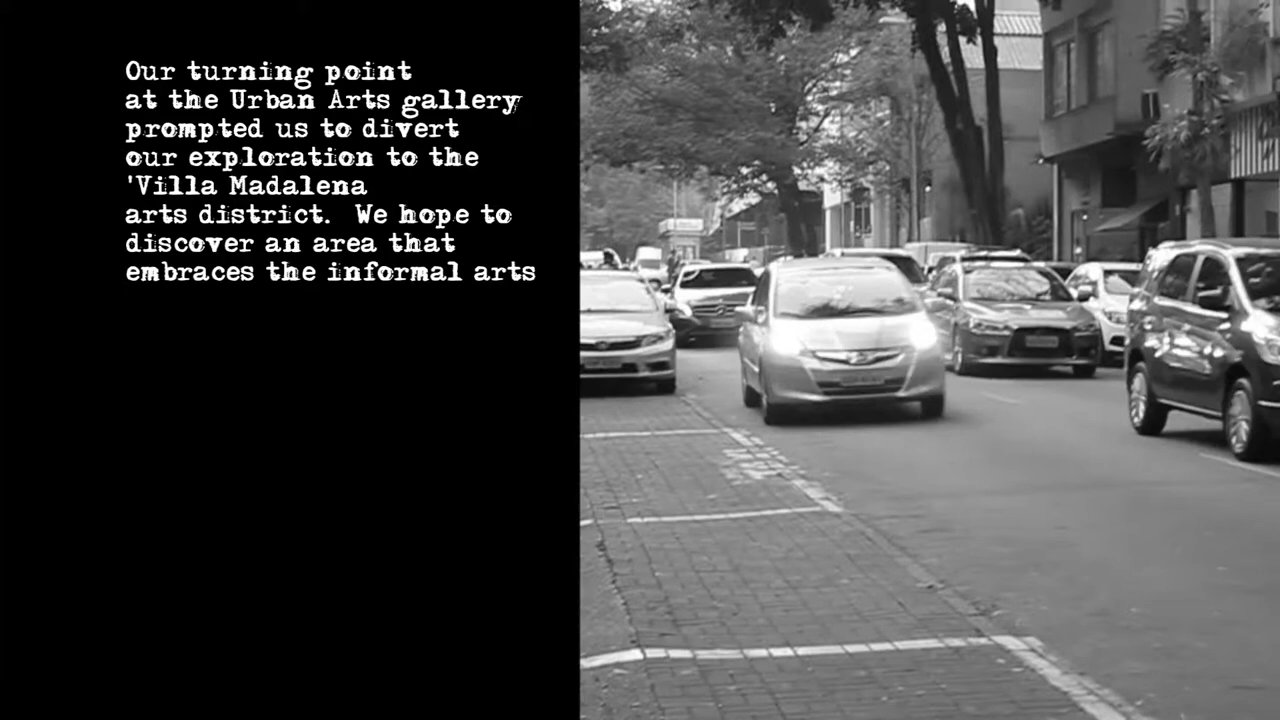 Our turning point
at the Urban Arts gallery
prompted us to divert
our exploration to the
'Villa Madalena
arts district.  We hope to
discover an area that
embraces the informal arts